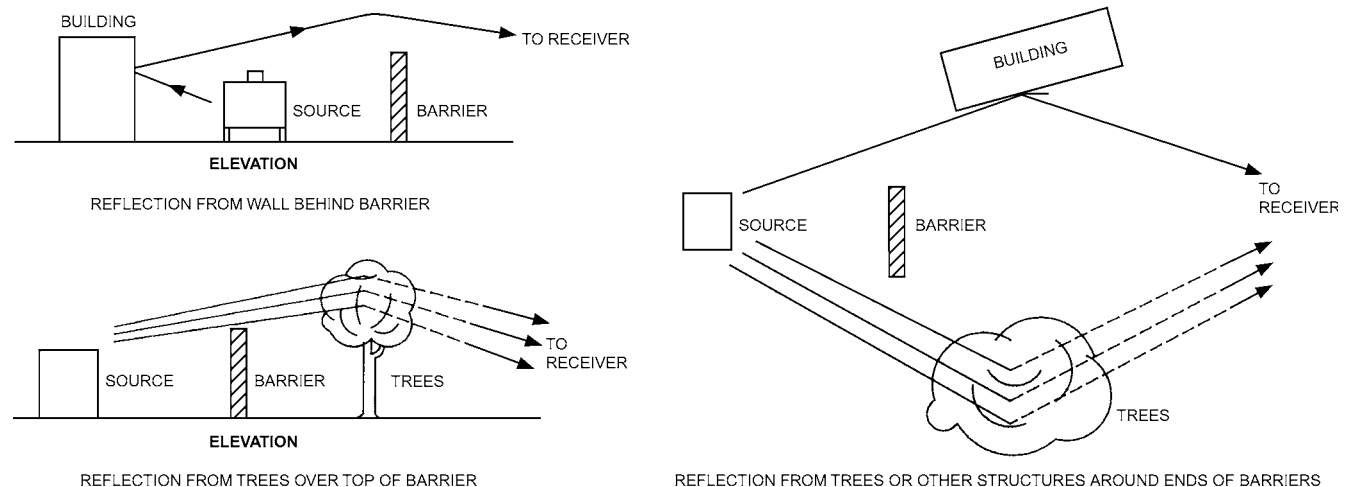 BUILDING
TO RECEIVER
SOURCE
BARRIER
ELEVATION
REFLECTION FROM WALL BEHIND BARRIER
TO
RECEIVER
SOURCE
BARRIER
TREES
ELEVATION
REFLECTION FROM TREES OVER TOP OF BARRIER
BUILDING
TO
RECEIVER
SOURCE
BARRIER
TREES
REFLECTION FROM TREES OR OTHER STRUCTURES AROUND ENDS OF BARRIERS